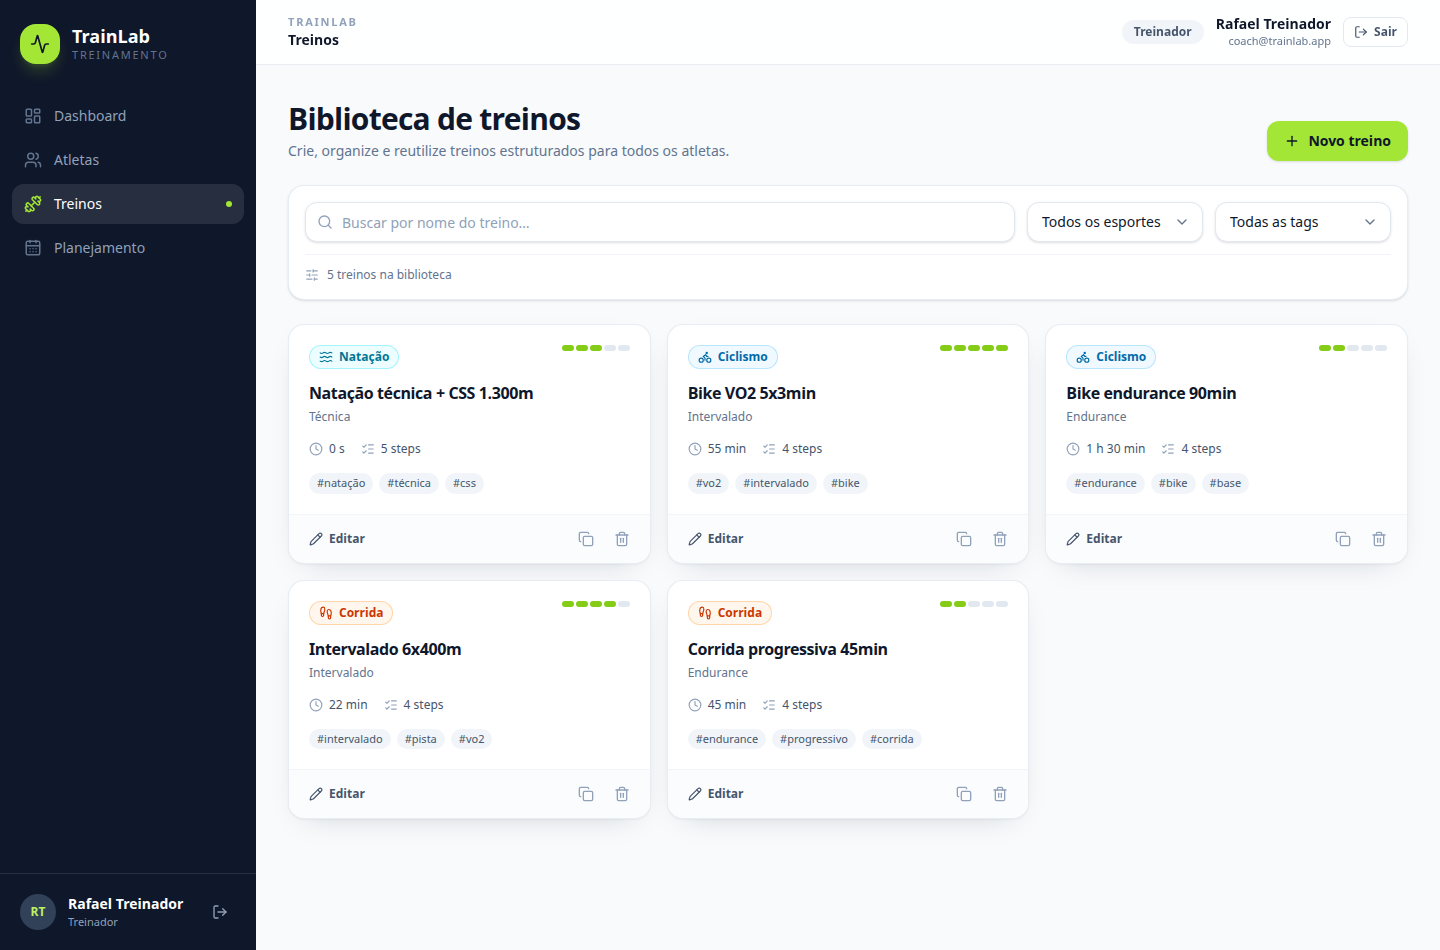 TrainLab
TREINAMENTO
Dashboard
Atletas
Treinos
Planejamento
RT
Rafael Treinador
Treinador
TRAINLAB
Treinos
Treinador
Rafael Treinador
coach@trainlab.app
Sair
Biblioteca de treinos
Crie, organize e reutilize treinos estruturados para todos os atletas.
Novo treino
Buscar por nome do treino...
Todos os esportes
Todas as tags
5 treinos na biblioteca
Natação
Natação técnica + CSS 1.300m
Técnica
0 s 5 steps
#natação #técnica #css
Editar
Ciclismo
Bike VO2 5x3min
Intervalado
55 min 4 steps
#vo2 #intervalado #bike
Editar
Ciclismo
Bike endurance 90min
Endurance
1 h 30 min 4 steps
#endurance #bike #base
Editar
Corrida
Intervalado 6x400m
Intervalado
22 min 4 steps
#intervalado #pista #vo2
Editar
Corrida
Corrida progressiva 45min
Endurance
45 min 4 steps
#endurance #progressivo #corrida
Editar